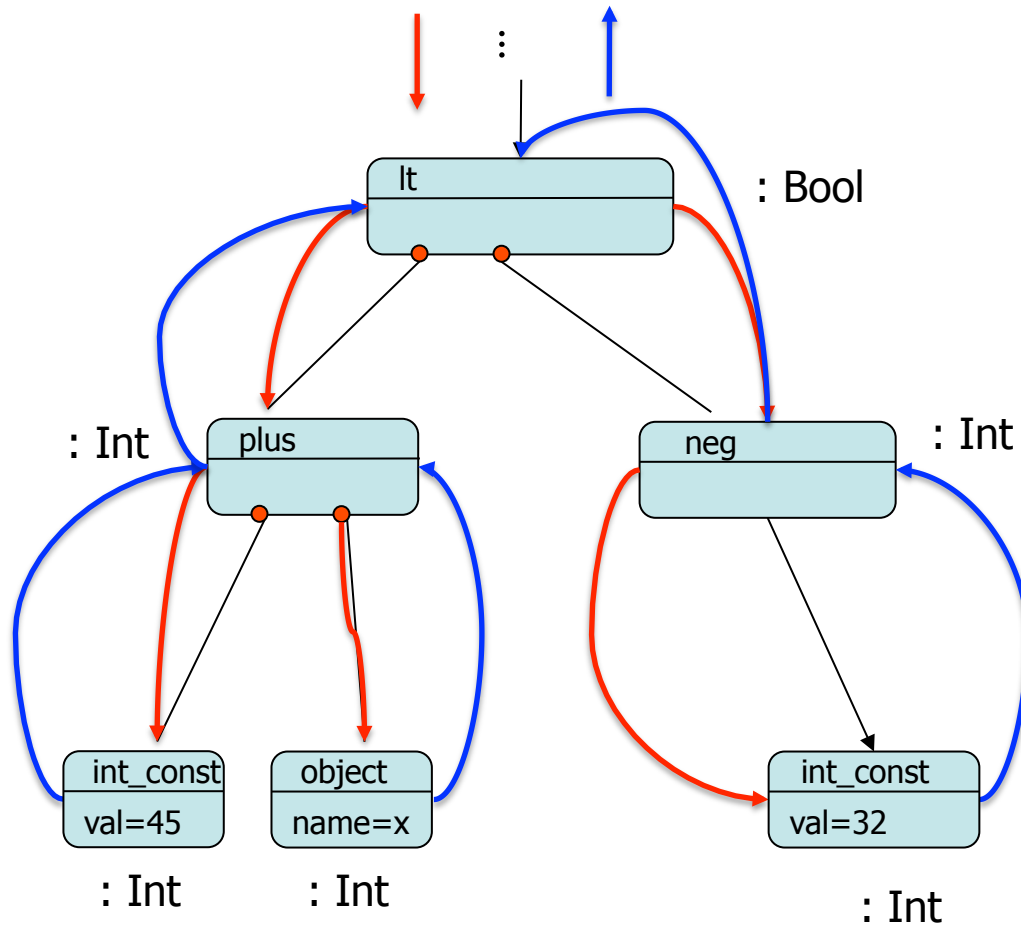 ...
lt
: Bool
: Int
plus
neg
: Int
int_const
val=45
object
name=x
int_const
val=32
: Int
: Int
: Int